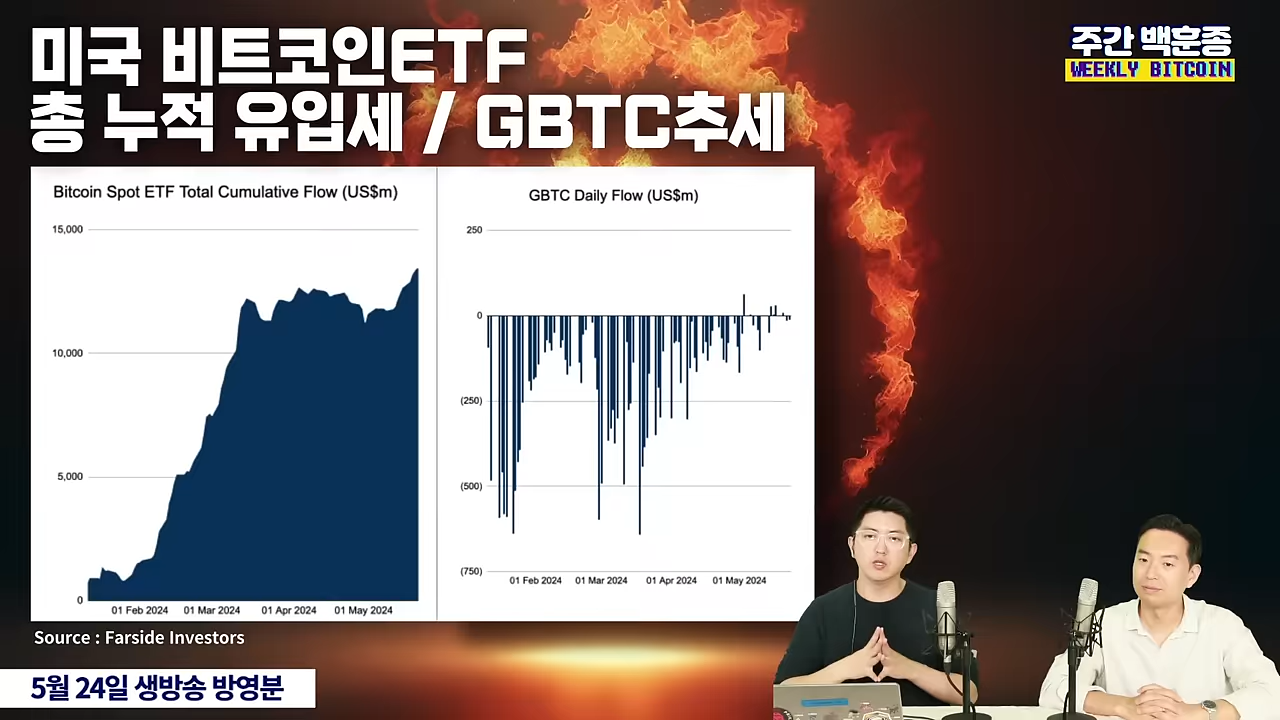 미국 비트코인ETF
총 누적 유입세 / GBTC추세
주간 백훈종
WEEKLY BITCOIN
Bitcoin Spot ETF Total Cumulative Flow (US$m)
15,000
10,000
5,000
0
01 Feb 2024
01 Mar 2024
01 Apr 2024
01 May 2024
GBTC Daily Flow (US$m)
250
0
(250)
(500)
(750)
01 Feb 2024
01 Mar 2024
01 Apr 2024
01 May 2024
Source : Farside Investors
5월 24일 생방송 방영분